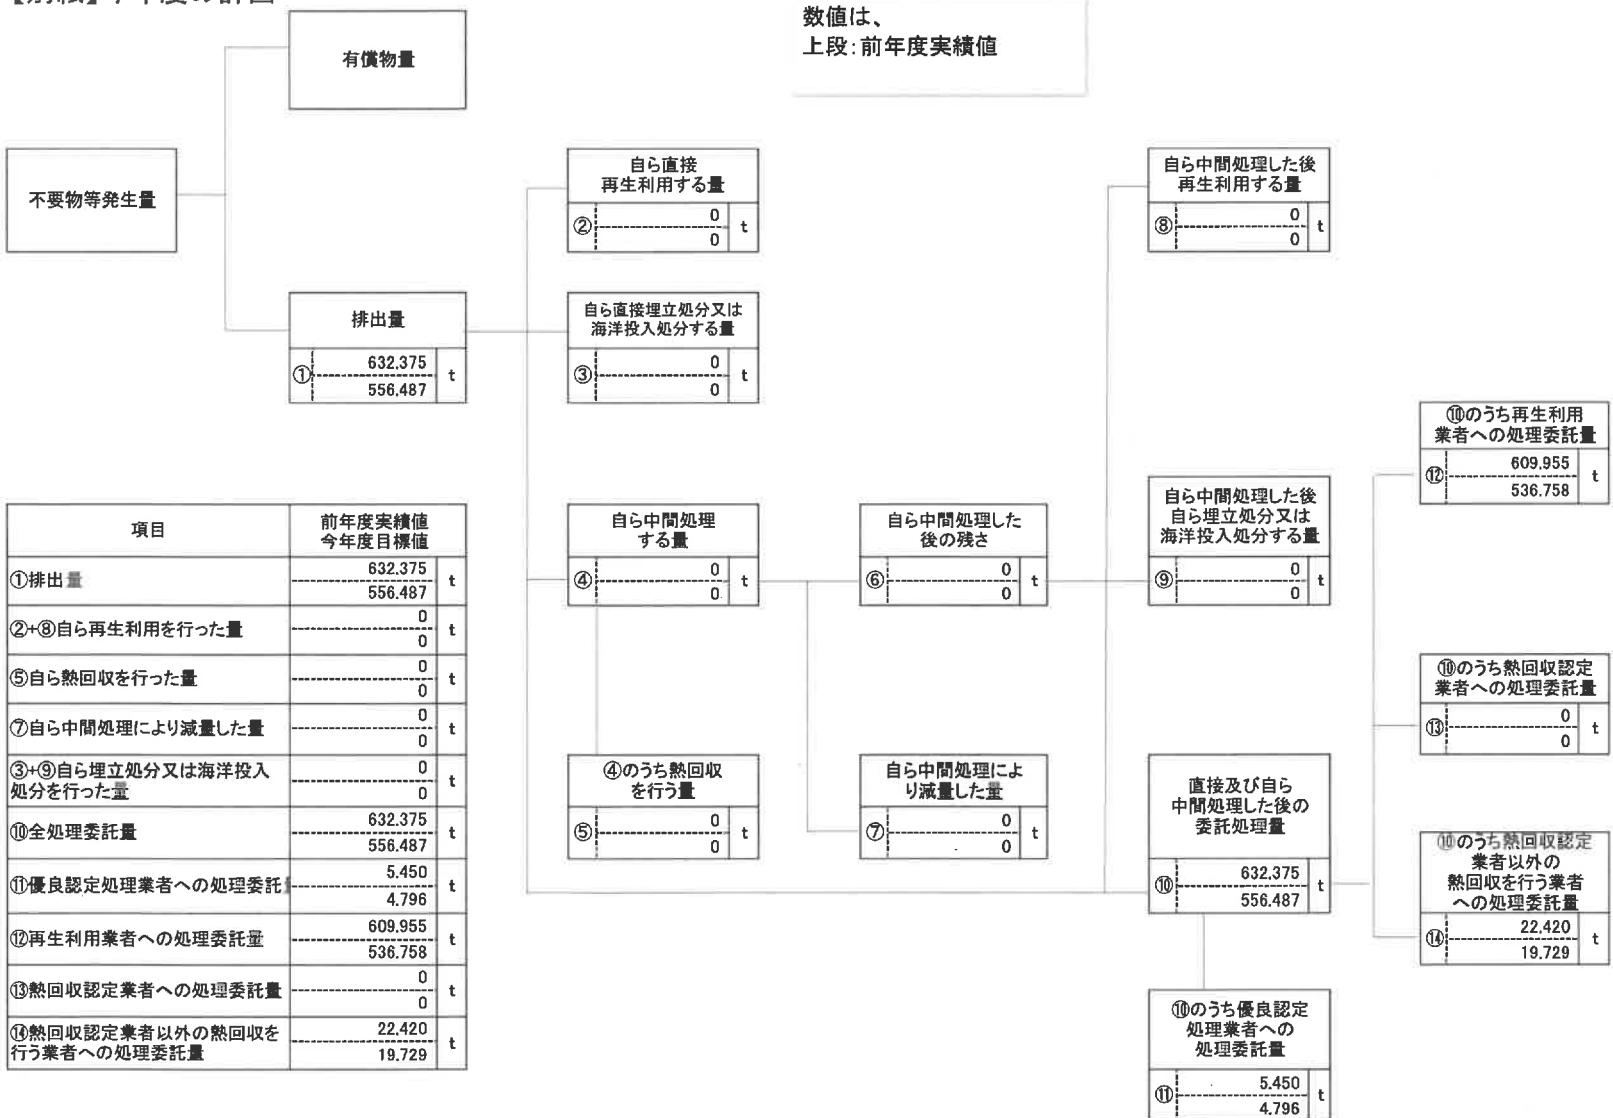 数値は、
上段：前年度実績値
有償物量
不要物等発生量
自ら直接
再生利用する量
②
0
0
t
自ら中間処理した後
再生利用する量
⑧
0
0
t
排出量
①
632.375
556.487
t
自ら直接埋立処分又は
海洋投入処分する量
③
0
0
t
⑩のうち再生利用
業者への処理委託量
⑫
609.955
536.758
t
自ら中間処理
する量
④
0
0
t
自ら中間処理した
後の残さ
⑥
0
0
t
自ら中間処理した後
自ら埋立処分又は
海洋投入処分する量
⑨
0
0
t
⑩のうち熱回収認定
業者への処理委託量
⑬
0
0
t
④のうち熱回収
を行う量
⑤
0
0
t
自ら中間処理によ
り減量した量
⑦
0
0
t
直接及び自ら
中間処理した後の
委託処理量
⑩
632.375
556.487
t
⑩のうち熱回収認定
業者以外の
熱回収を行う業者
への処理委託量
⑭
22.420
19.729
t
⑩のうち優良認定
処理業者への
処理委託量
⑪
5.450
4.796
t
項目
前年度実績値
今年度目標値
①排出量
632.375
556.487
t
②+⑧自ら再生利用を行った量
0
0
t
⑤自ら熱回収を行った量
0
0
t
⑦自ら中間処理により減量した量
0
0
t
③+⑨自ら埋立処分又は海洋投入
処分を行った量
0
0
t
⑩全処理委託量
632.375
556.487
t
⑪優良認定処理業者への処理委託
5.450
4.796
t
⑫再生利用業者への処理委託量
609.955
536.758
t
⑬熱回収認定業者への処理委託量
0
0
t
⑭熱回収認定業者以外の熱回収を
行う業者への処理委託量
22.420
19.729
t